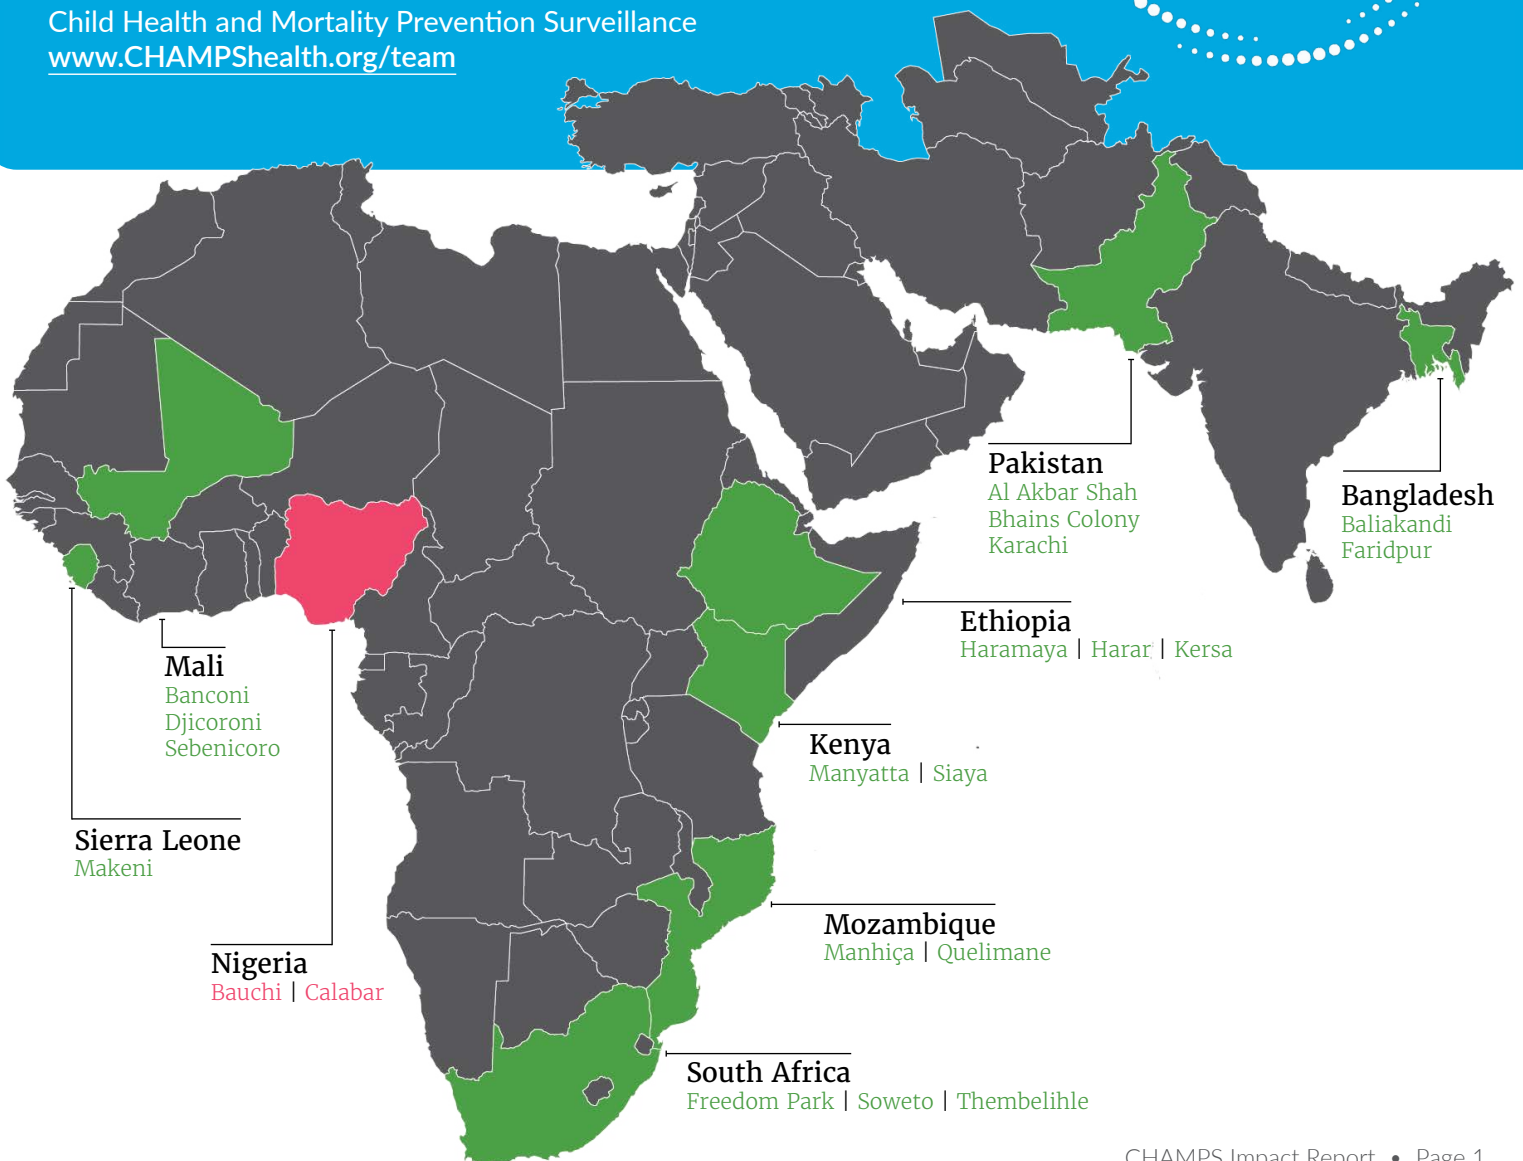 Child Health and Mortality Prevention Surveillance
www.CHAMPShealth.org/team
Pakistan
Al Akbar Shah
Bhains Colony
Karachi
Bangladesh
Baliakandi
Faridpur
Ethiopia
Haramaya | Harar | Kersa
Mali
Banconi
Djicoroni
Sebenicoro
Kenya
Manyatta | Siaya
Sierra Leone
Makeni
Mozambique
Manhiça | Quelimane
Nigeria
Bauchi | Calabar
South Africa
Freedom Park | Soweto | Thembelihle
CHAMPS Impact Report • Page 1